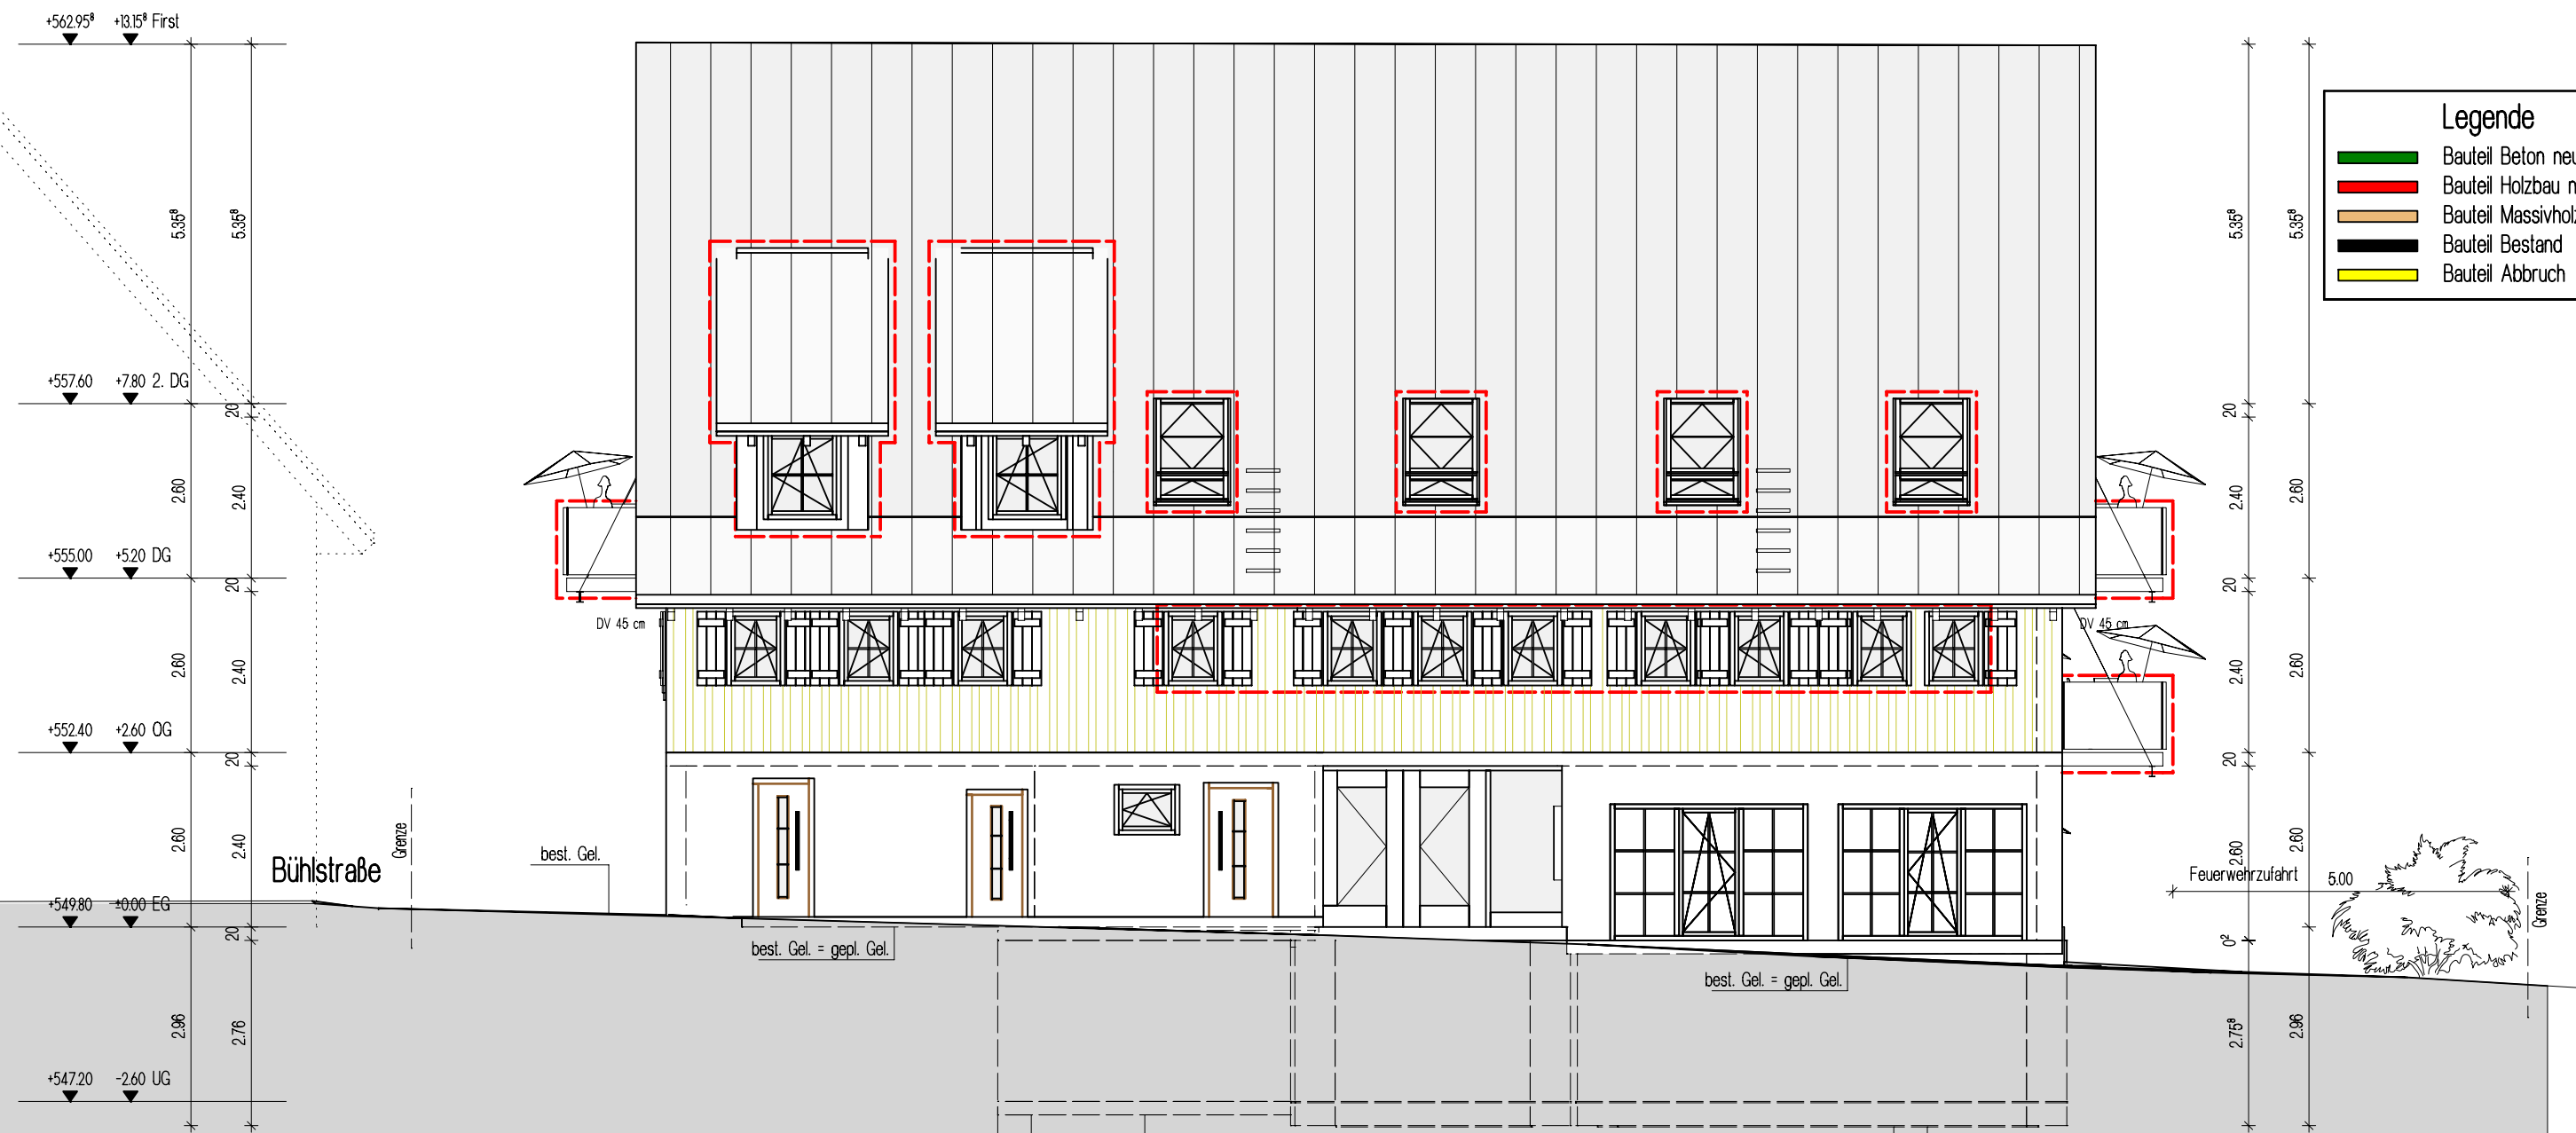 +562.95⁸ +13.15⁸ First
Legende
Bauteil Beton neu
Bauteil Holzbau n
Bauteil Massivholz
Bauteil Bestand
Bauteil Abbruch
5.35⁸ 5.35⁸ 5.35⁸ 5.35⁸
+557.60 +7.80 2. DG
20 20
2.60 2.40 2.40 2.60
+555.00 +5.20 DG
20 20
DV 45 cm DV 45 cm
2.60 2.40 2.40 2.60
+552.40 +2.60 OG
20 20
2.60 2.40 2.60 2.60
Grenze
best. Gel.
Bühlstraße
Feuerwehrzufahrt 5.00
Grenze
+549.80 ±0.00 EG
20 0²
best. Gel. = gepl. Gel.
best. Gel. = gepl. Gel.
2.96 2.76 2.75⁸ 2.96
+547.20 -2.60 UG